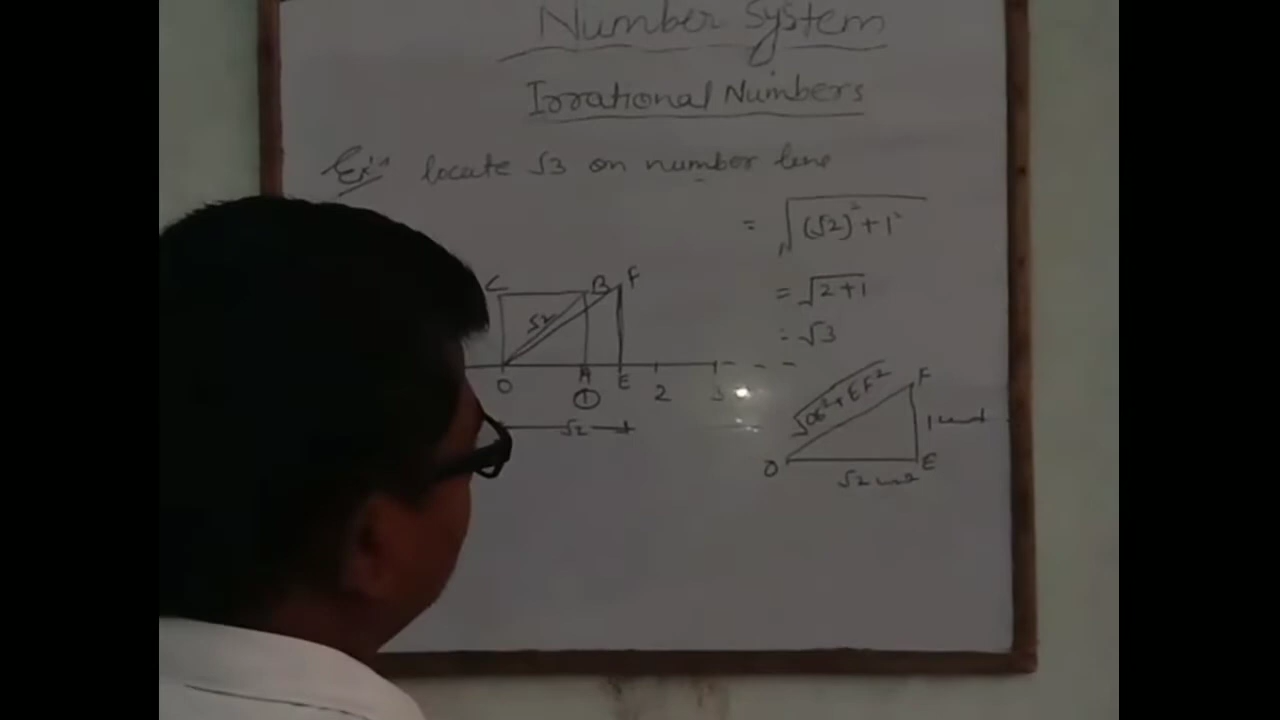 Number System
Irrational Numbers
Ex:- locate √3 on number line
= √(√2)² + 1²
= √2+1
= √3
C B F
√2
O A E 2 3
1
√2
√OE² + EF²
F
1 unit
O E
√2 unit